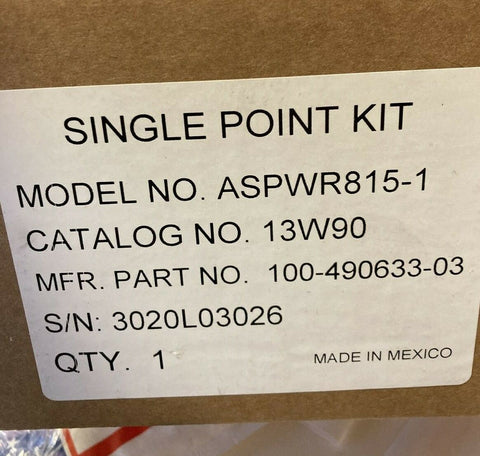 SINGLE POINT KIT
MODEL NO. ASPWR815-1
CATALOG NO. 13W90
MFR. PART NO. 100-490633-03
S/N: 3020L03026
QTY. 1 MADE IN MEXICO